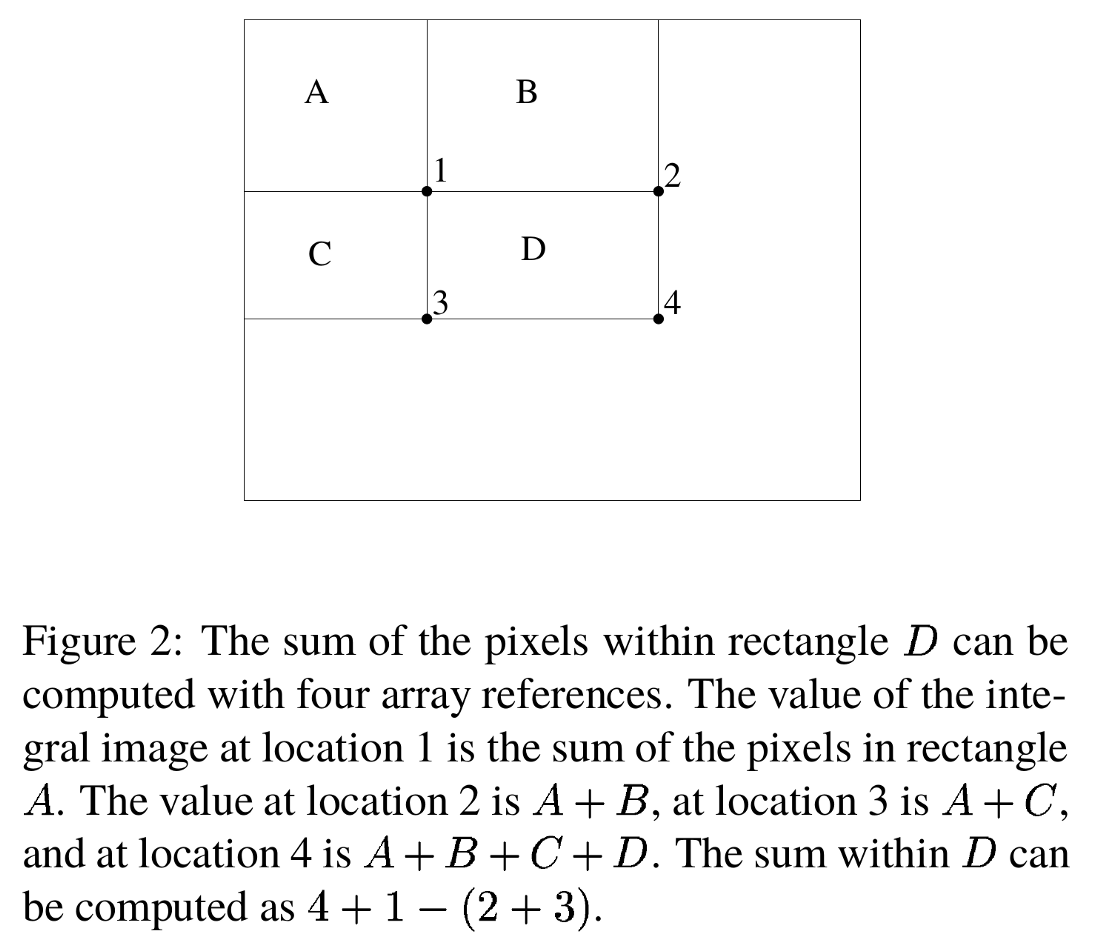 A B
1 2
C D
3 4
Figure 2: The sum of the pixels within rectangle D can be
computed with four array references. The value of the inte-
gral image at location 1 is the sum of the pixels in rectangle
A. The value at location 2 is A + B, at location 3 is A + C,
and at location 4 is A + B + C + D. The sum within D can
be computed as 4 + 1 − (2 + 3).